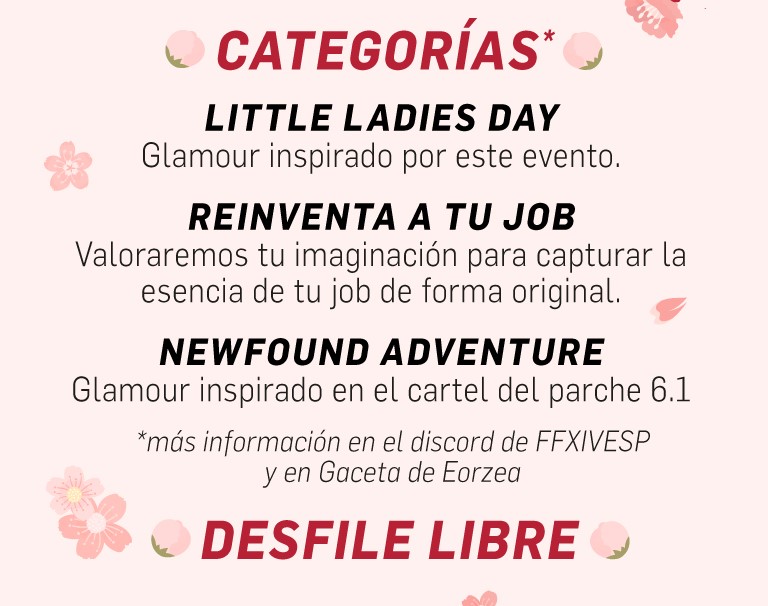 CATEGORÍAS*
LITTLE LADIES DAY
Glamour inspirado por este evento.
REINVENTA A TU JOB
Valoraremos tu imaginación para capturar la
esencia de tu job de forma original.
NEWFOUND ADVENTURE
Glamour inspirado en el cartel del parche 6.1
*más información en el discord de FFXIVESP
y en Gaceta de Eorzea
DESFILE LIBRE